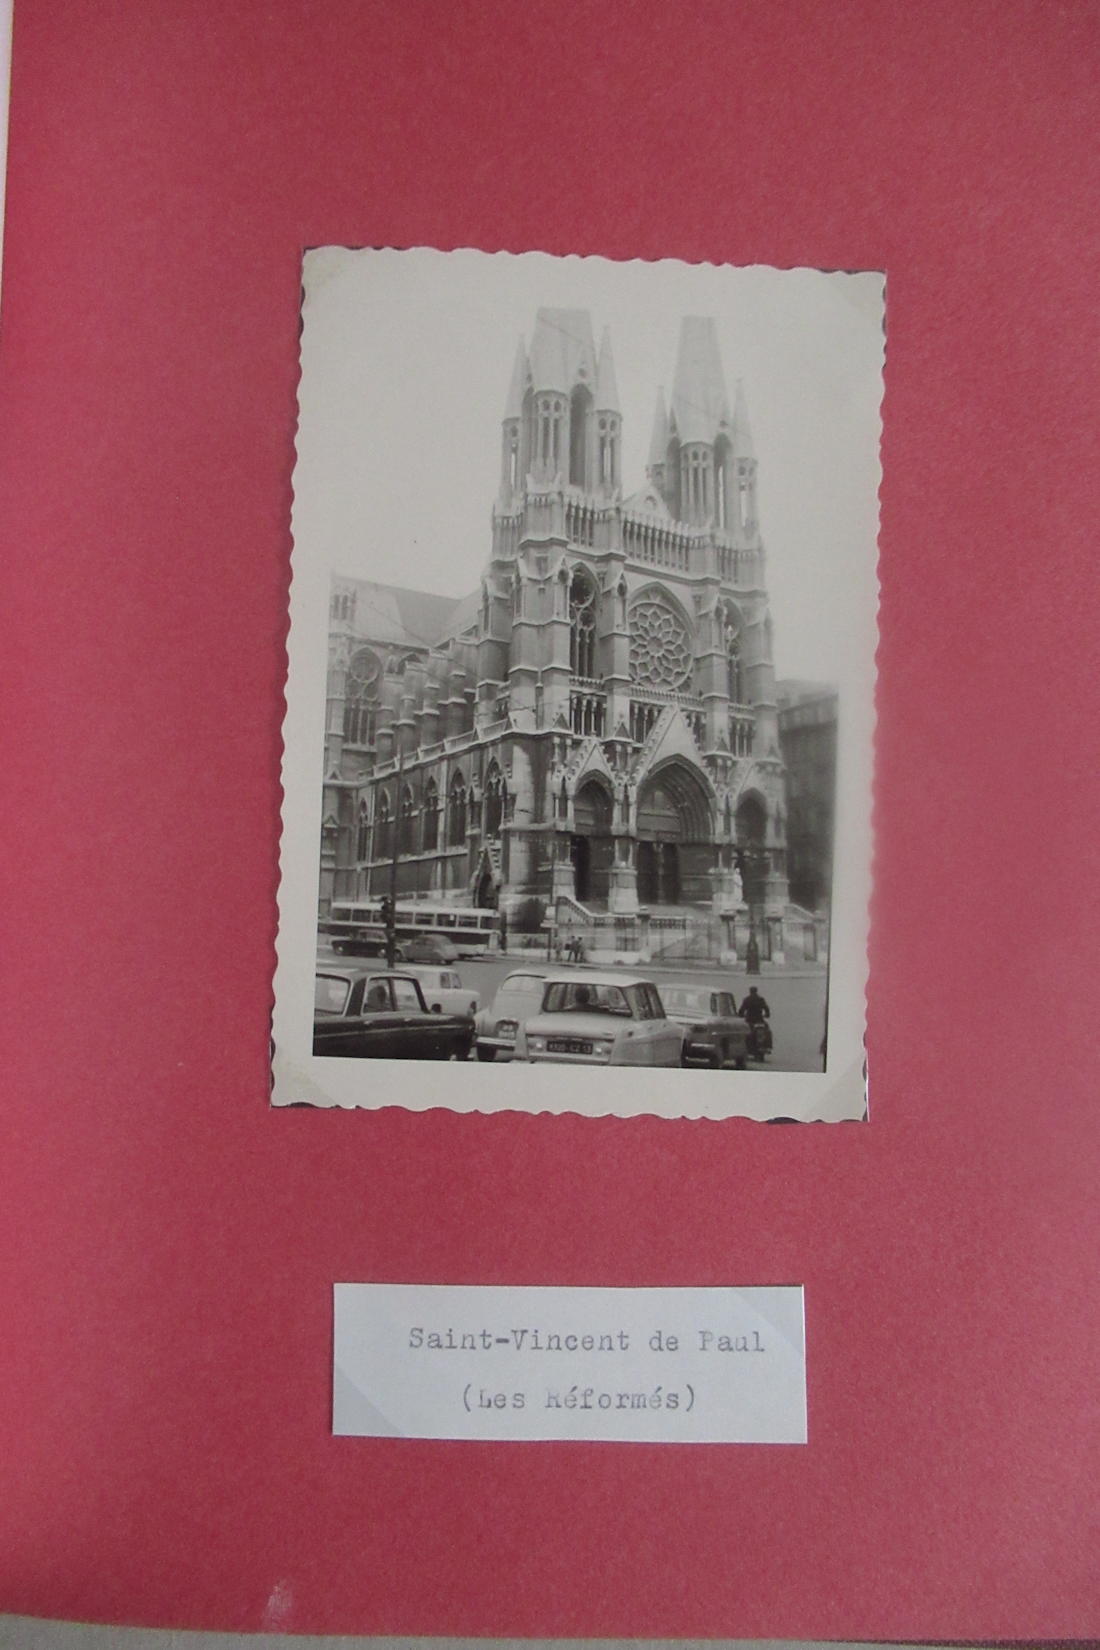 Saint-Vincent de Paul
(Les Réformés)